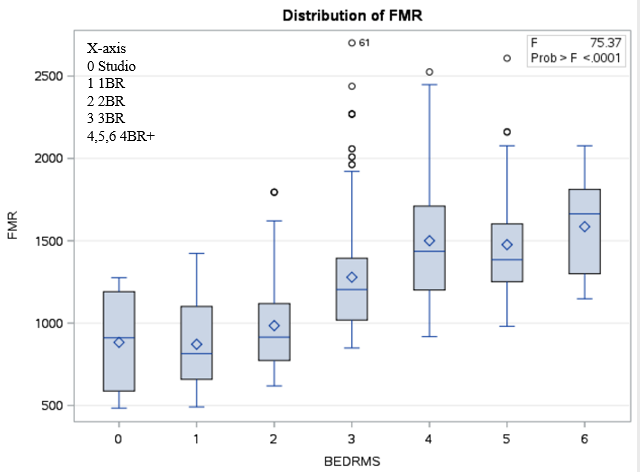 Distribution of FMR
X-axis
0 Studio
1 1BR
2 2BR
3 3BR
4,5,6 4BR+
61
F 75.37
Prob > F <.0001
2500
2000
1500
1000
500
FMR
0 1 2 3 4 5 6
BEDRMS